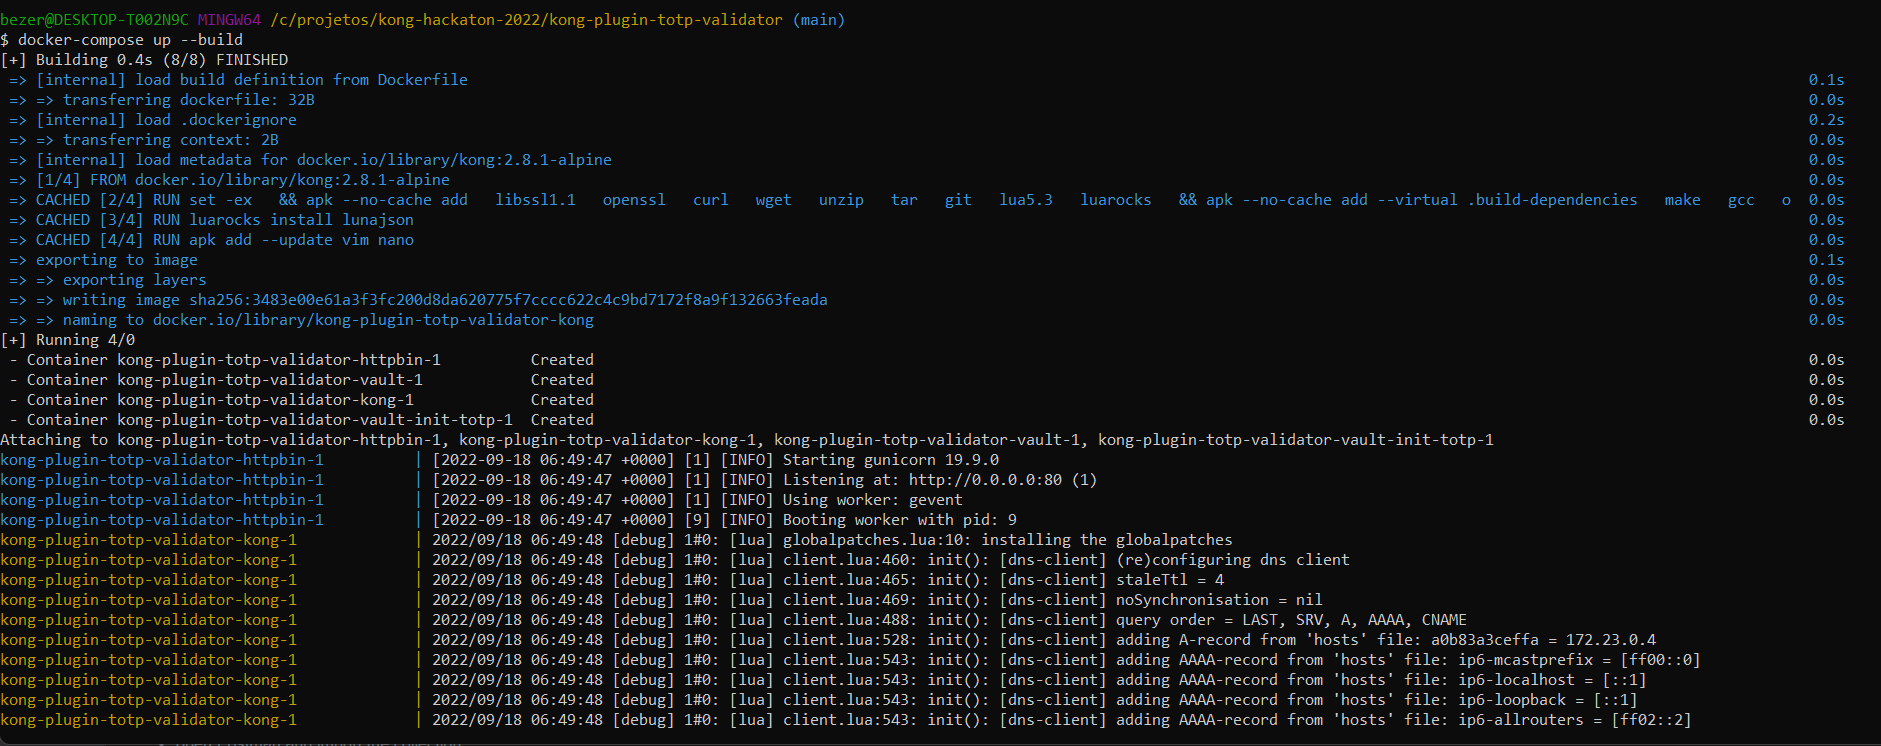 bezer@DESKTOP-T002N9C MINGW64 /c/projetos/kong-hackaton-2022/kong-plugin-totp-validator (main)
$ docker-compose up --build
[+] Building 0.4s (8/8) FINISHED
=> [internal] load build definition from Dockerfile 0.1s
=> => transferring dockerfile: 32B 0.0s
=> [internal] load .dockerignore 0.2s
=> => transferring context: 2B 0.0s
=> [internal] load metadata for docker.io/library/kong:2.8.1-alpine 0.0s
=> [1/4] FROM docker.io/library/kong:2.8.1-alpine 0.0s
=> CACHED [2/4] RUN set -ex && apk --no-cache add libssl1.1 openssl curl wget unzip tar git lua5.3 luarocks && apk --no-cache add --virtual .build-dependencies make gcc o 0.0s
=> CACHED [3/4] RUN luarocks install lunajson 0.0s
=> CACHED [4/4] RUN apk add --update vim nano 0.0s
=> exporting to image 0.1s
=> => exporting layers 0.0s
=> => writing image sha256:3483e00e61a3f3fc200d8da620775f7cccc622c4c9bd7172f8a9f132663feada 0.0s
=> => naming to docker.io/library/kong-plugin-totp-validator-kong 0.0s
[+] Running 4/0
- Container kong-plugin-totp-validator-httpbin-1 Created 0.0s
- Container kong-plugin-totp-validator-vault-1 Created 0.0s
- Container kong-plugin-totp-validator-kong-1 Created 0.0s
- Container kong-plugin-totp-validator-vault-init-totp-1 Created 0.0s
Attaching to kong-plugin-totp-validator-httpbin-1, kong-plugin-totp-validator-kong-1, kong-plugin-totp-validator-vault-1, kong-plugin-totp-validator-vault-init-totp-1
kong-plugin-totp-validator-httpbin-1 | [2022-09-18 06:49:47 +0000] [1] [INFO] Starting gunicorn 19.9.0
kong-plugin-totp-validator-httpbin-1 | [2022-09-18 06:49:47 +0000] [1] [INFO] Listening at: http://0.0.0.0:80 (1)
kong-plugin-totp-validator-httpbin-1 | [2022-09-18 06:49:47 +0000] [1] [INFO] Using worker: gevent
kong-plugin-totp-validator-httpbin-1 | [2022-09-18 06:49:47 +0000] [9] [INFO] Booting worker with pid: 9
kong-plugin-totp-validator-kong-1 | 2022/09/18 06:49:48 [debug] 1#0: [lua] globalpatches.lua:10: installing the globalpatches
kong-plugin-totp-validator-kong-1 | 2022/09/18 06:49:48 [debug] 1#0: [lua] client.lua:460: init(): [dns-client] (re)configuring dns client
kong-plugin-totp-validator-kong-1 | 2022/09/18 06:49:48 [debug] 1#0: [lua] client.lua:465: init(): [dns-client] staleTtl = 4
kong-plugin-totp-validator-kong-1 | 2022/09/18 06:49:48 [debug] 1#0: [lua] client.lua:469: init(): [dns-client] noSynchronisation = nil
kong-plugin-totp-validator-kong-1 | 2022/09/18 06:49:48 [debug] 1#0: [lua] client.lua:488: init(): [dns-client] query order = LAST, SRV, A, AAAA, CNAME
kong-plugin-totp-validator-kong-1 | 2022/09/18 06:49:48 [debug] 1#0: [lua] client.lua:528: init(): [dns-client] adding A-record from 'hosts' file: a0b83a3ceffa = 172.23.0.4
kong-plugin-totp-validator-kong-1 | 2022/09/18 06:49:48 [debug] 1#0: [lua] client.lua:543: init(): [dns-client] adding AAAA-record from 'hosts' file: ip6-mcastprefix = [ff00::0]
kong-plugin-totp-validator-kong-1 | 2022/09/18 06:49:48 [debug] 1#0: [lua] client.lua:543: init(): [dns-client] adding AAAA-record from 'hosts' file: ip6-localhost = [::1]
kong-plugin-totp-validator-kong-1 | 2022/09/18 06:49:48 [debug] 1#0: [lua] client.lua:543: init(): [dns-client] adding AAAA-record from 'hosts' file: ip6-loopback = [::1]
kong-plugin-totp-validator-kong-1 | 2022/09/18 06:49:48 [debug] 1#0: [lua] client.lua:543: init(): [dns-client] adding AAAA-record from 'hosts' file: ip6-allrouters = [ff02::2]